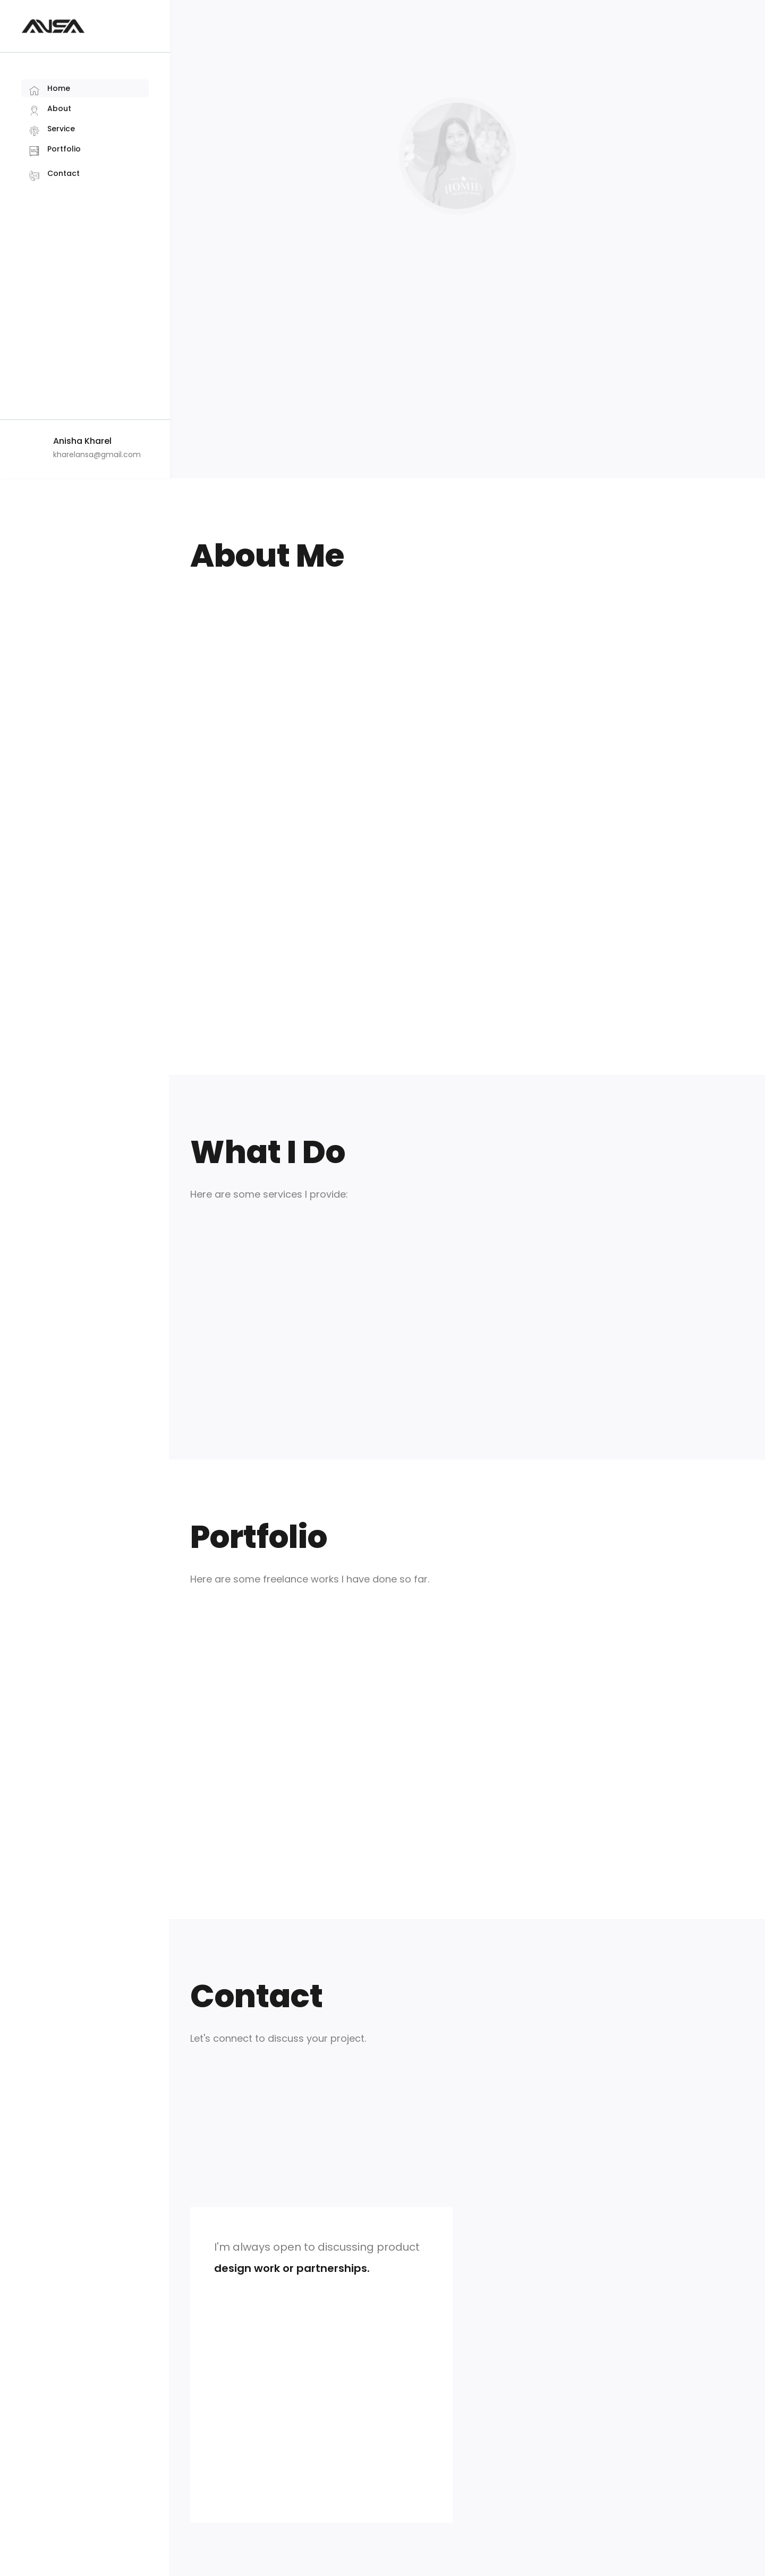 ANSA
Home
About
Service
Portfolio
Contact
Anisha Kharel
kharelansa@gmail.com
HOME
About Me
What I Do
Here are some services I provide:
Portfolio
Here are some freelance works I have done so far.
Contact
Let's connect to discuss your project.
I'm always open to discussing product
design work or partnerships.